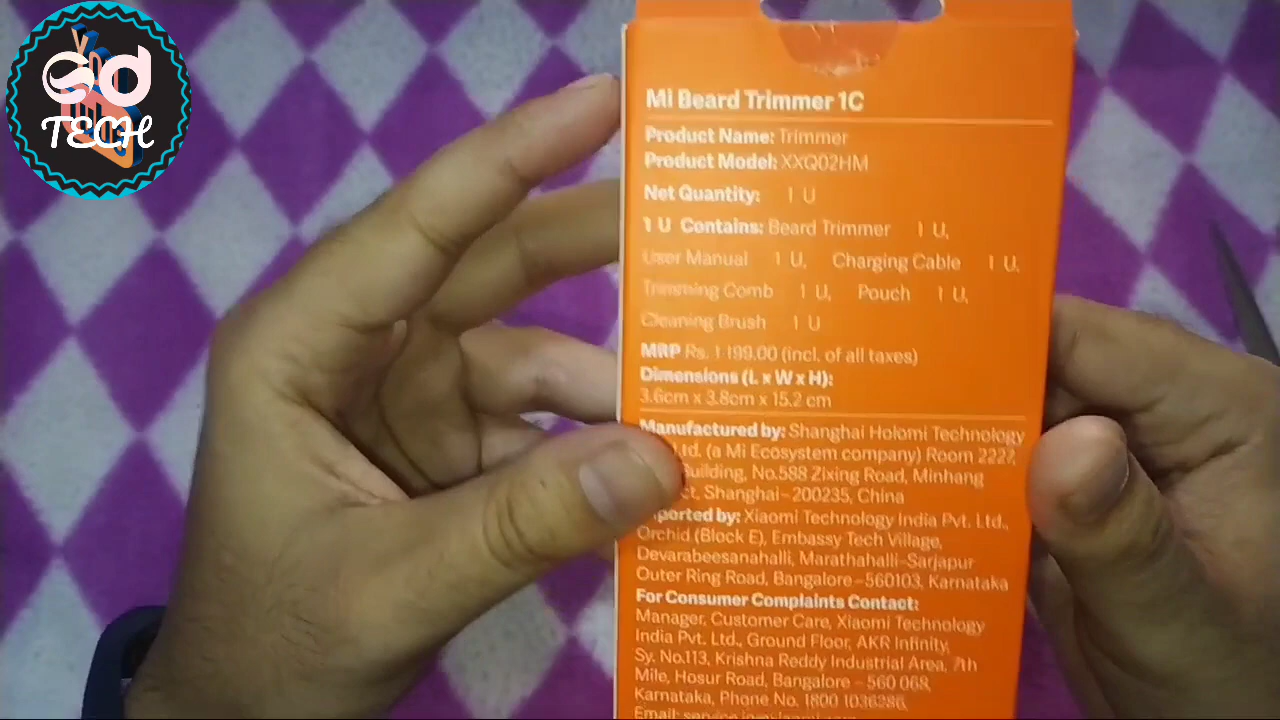 ed
TECH
Mi Beard Trimmer 1C
Product Name: Trimmer
Product Model: XXQ02HM
Net Quantity: 1 U
1 U Contains: Beard Trimmer 1 U,
User Manual 1 U, Charging Cable 1 U,
Trimming Comb 1 U, Pouch 1 U,
Cleaning Brush 1 U
MRP Rs. 1 199.00 (incl. of all taxes)
Dimensions (L x W x H):
3.6cm x 3.8cm x 15.2 cm
Manufactured by: Shanghai Holomi Technology
Ltd. (a Mi Ecosystem company) Room 2227,
Building, No.588 Zixing Road, Minhang
Shanghai-200235, China
Imported by: Xiaomi Technology India Pvt. Ltd.,
Orchid (Block E), Embassy Tech Village,
Devarabeesanahalli, Marathahalli-Sarjapur
Outer Ring Road, Bangalore-560103, Karnataka
For Consumer Complaints Contact:
Manager, Customer Care, Xiaomi Technology
India Pvt. Ltd., Ground Floor, AKR Infinity,
Sy. No.113, Krishna Reddy Industrial Area, 7th
Mile, Hosur Road, Bangalore - 560 068,
Karnataka, Phone No. 1800 1036286,
Email: